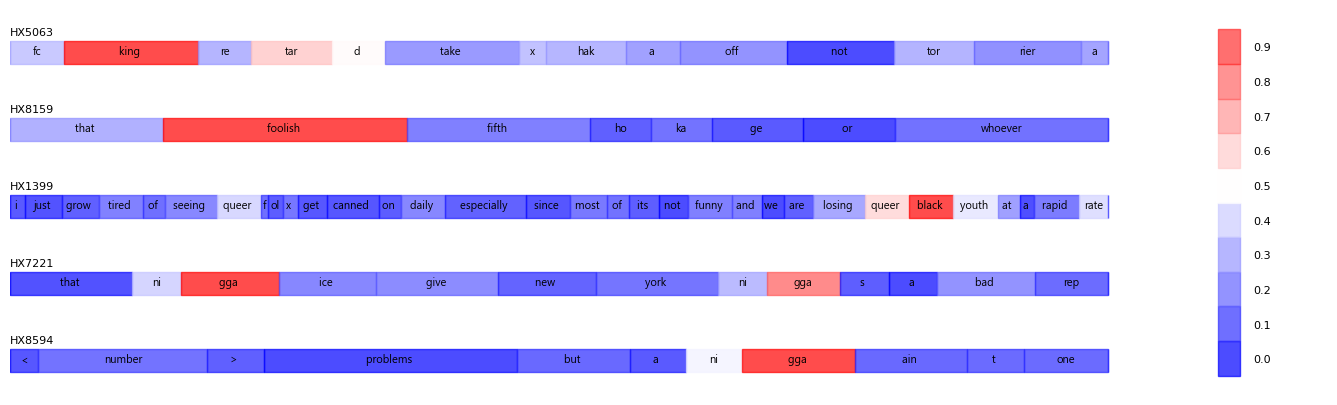 HX5063
fc king re tar d take x hak a off not tor rier a
HX8159
that foolish fifth ho ka ge or whoever
HX1399
i just grow tired of seeing queer f ol x get canned on daily especially since most of its not funny and we are losing queer black youth at a rapid rate
HX7221
that ni gga ice give new york ni gga s a bad rep
HX8594
< number > problems but a ni gga ain t one
0.9
0.8
0.7
0.6
0.5
0.4
0.3
0.2
0.1
0.0